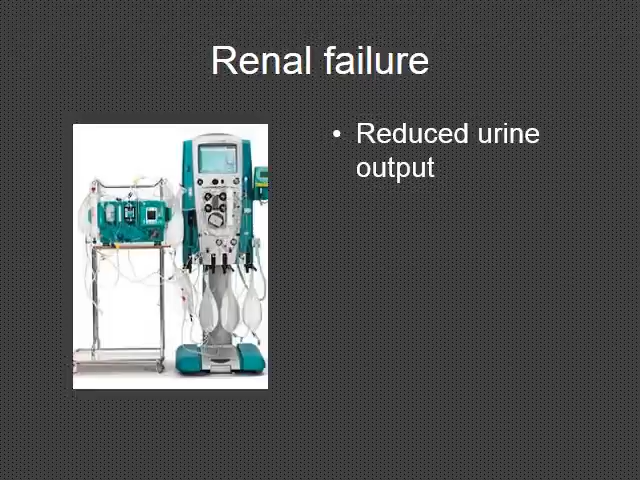 Renal failure
• Reduced urine
output